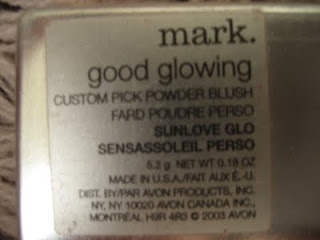 mark.
good glowing
CUSTOM PICK POWDER BLUSH
FARD POUDRE PERSO
SUNLOVE GLO
SENSASSOLEIL PERSO
5.2 g NET WT 0.18 OZ
MADE IN U.S.A./FAIT AUX É.-U.
DIST. BY/PAR AVON PRODUCTS, INC.
NY, NY 10020 AVON CANADA INC.,
MONTRÉAL H9R 4R3 © 2003 AVON